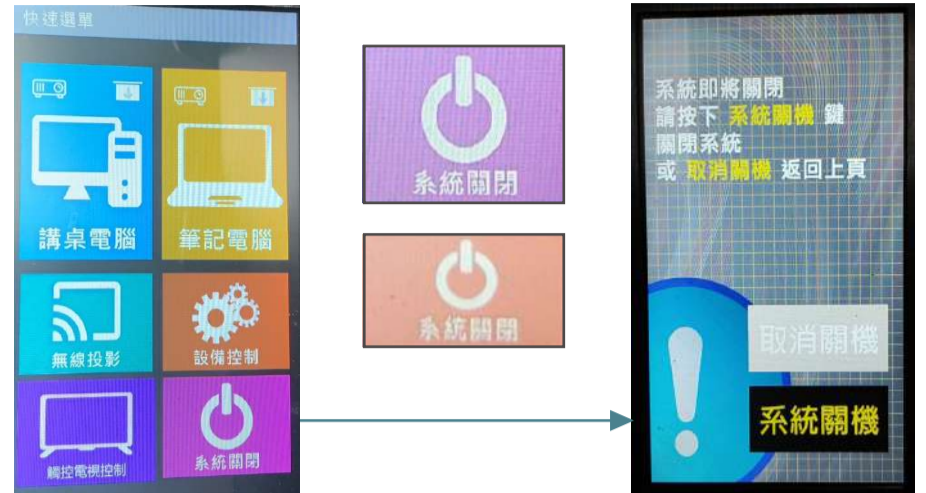 快速選單
講桌電腦
筆記電腦
無線投影
設備控制
觸控電視控制
系統關閉
系統關閉
系統關閉
系統即將關閉
請按下 系統關機 鍵
關閉系統
或 取消關機 返回上頁
取消關機
系統關機